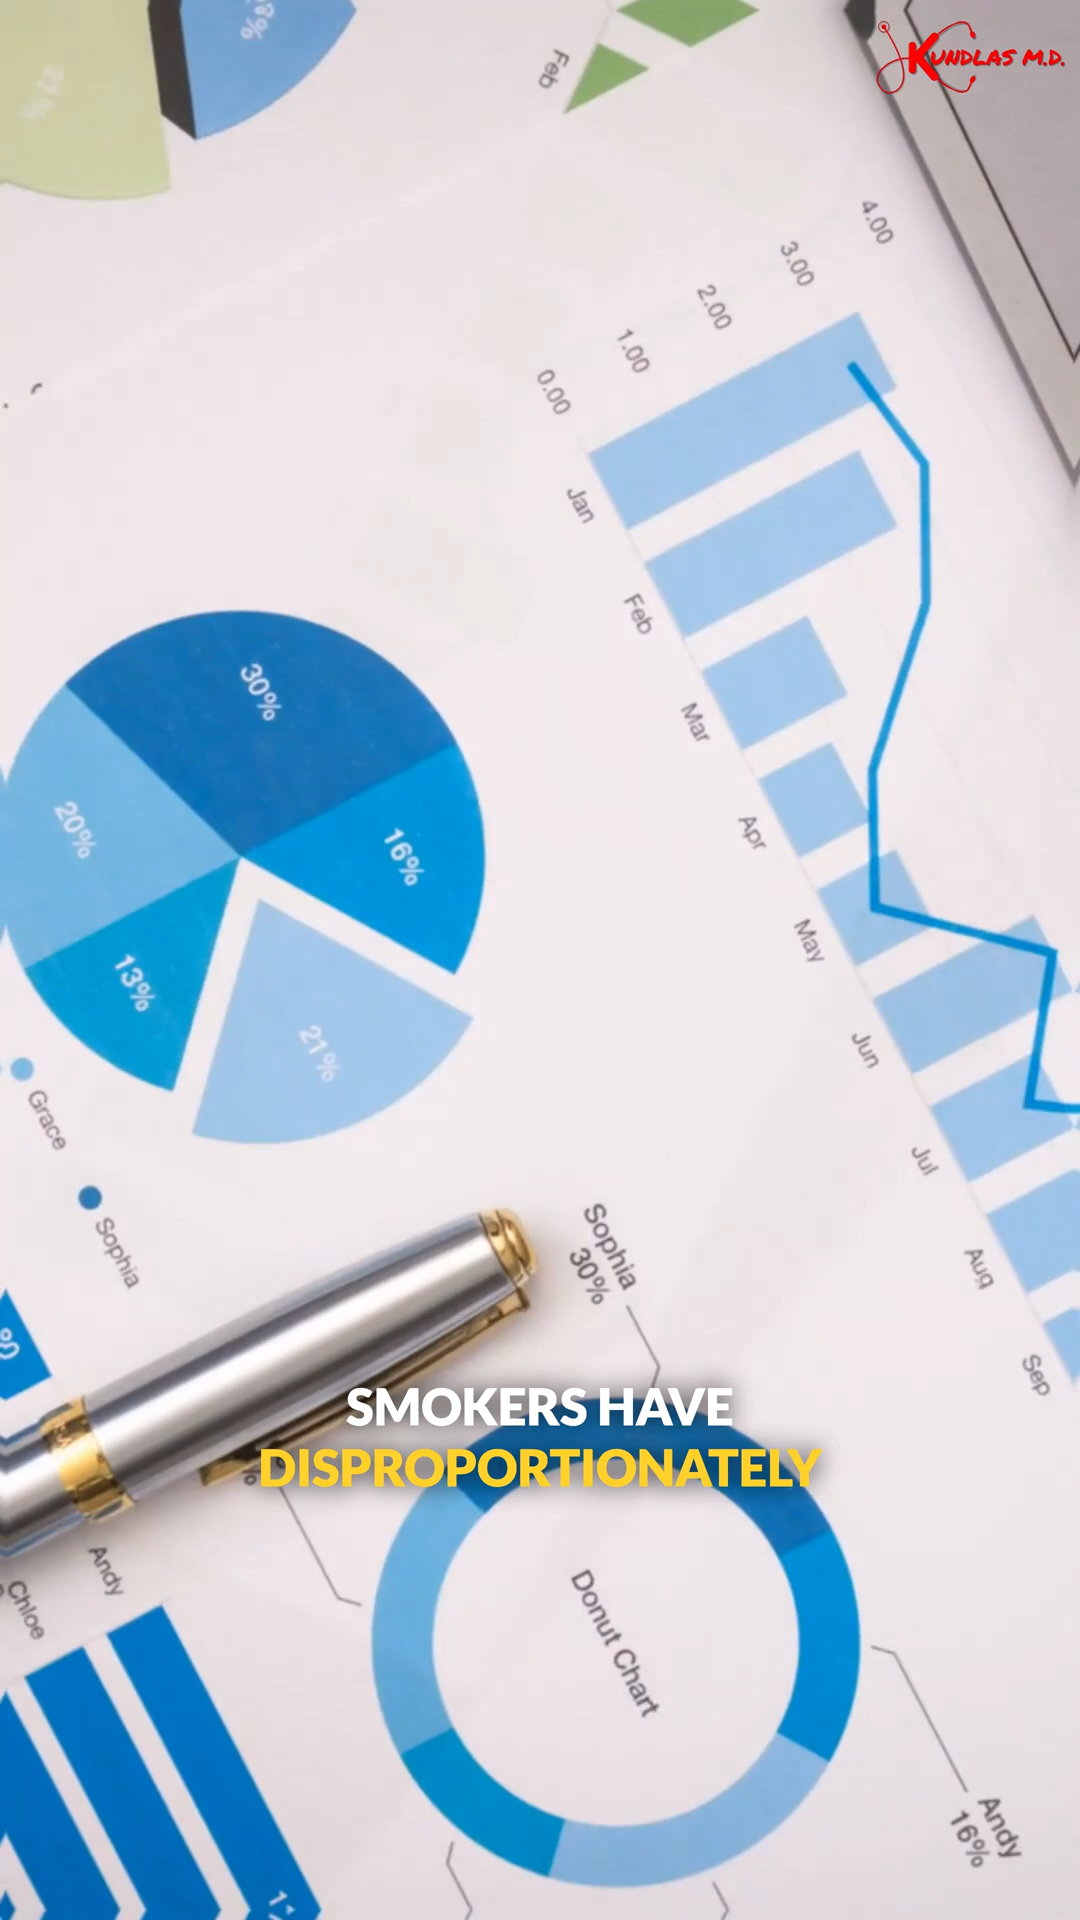 KUNDLAS M.D.
Feb
4.00
3.00
2.00
1.00
0.00
Jan
Feb
Mar
Apr
May
Jun
Jul
Aug
Sep
30%
20%
16%
13%
21%
Grace
Sophia
Sophia
30%
SMOKERS HAVE
DISPROPORTIONATELY
Andy
Chloe
Donut Chart
Andy
16%